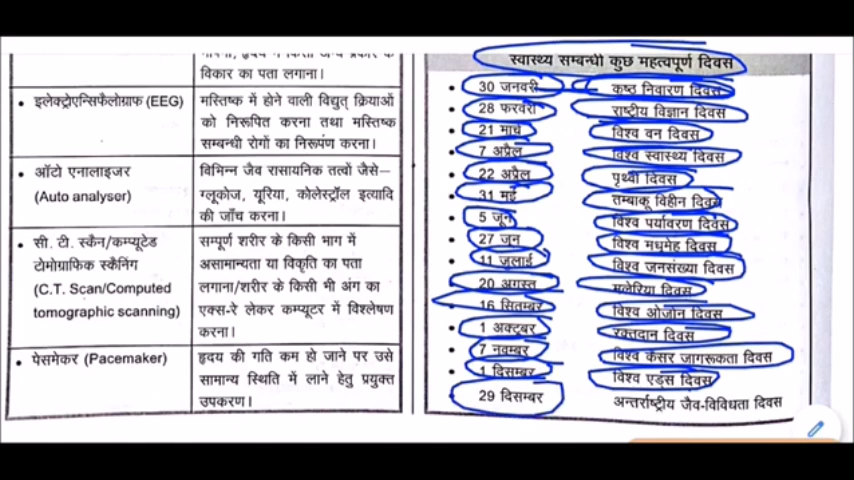 विकार का पता लगाना।
• इलेक्ट्रोएन्सिफैलोग्राफ (EEG)
मस्तिष्क में होने वाली विद्युत् क्रियाओं
को निरूपित करना तथा मस्तिष्क
सम्बन्धी रोगों का निरूपण करना।
• ऑटो एनालाइजर
(Auto analyser)
विभिन्न जैव रासायनिक तत्वों जैसे–
ग्लूकोज, यूरिया, कोलेस्ट्रॉल इत्यादि
की जाँच करना।
• सी. टी. स्कैन/कम्प्यूटेड
टोमोग्राफिक स्कैनिंग
(C.T. Scan/Computed
tomographic scanning)
सम्पूर्ण शरीर के किसी भाग में
असामान्यता या विकृति का पता
लगाना/शरीर के किसी भी अंग का
एक्स-रे लेकर कम्प्यूटर में विश्लेषण
करना।
• पेसमेकर (Pacemaker)
हृदय की गति कम हो जाने पर उसे
सामान्य स्थिति में लाने हेतु प्रयुक्त
उपकरण।
स्वास्थ्य सम्बन्धी कुछ महत्वपूर्ण दिवस
• 30 जनवरी कुष्ठ निवारण दिवस
• 28 फरवरी राष्ट्रीय विज्ञान दिवस
• 21 मार्च विश्व वन दिवस
• 7 अप्रैल विश्व स्वास्थ्य दिवस
• 22 अप्रैल पृथ्वी दिवस
• 31 मई तम्बाकू विहीन दिवस
• 5 जून विश्व पर्यावरण दिवस
• 27 जून विश्व मधुमेह दिवस
• 11 जुलाई विश्व जनसंख्या दिवस
• 20 अगस्त मलेरिया दिवस
• 16 सितम्बर विश्व ओजोन दिवस
• 1 अक्टूबर रक्तदान दिवस
• 7 नवम्बर विश्व कैंसर जागरूकता दिवस
• 1 दिसम्बर विश्व एड्स दिवस
• 29 दिसम्बर अन्तर्राष्ट्रीय जैव-विविधता दिवस